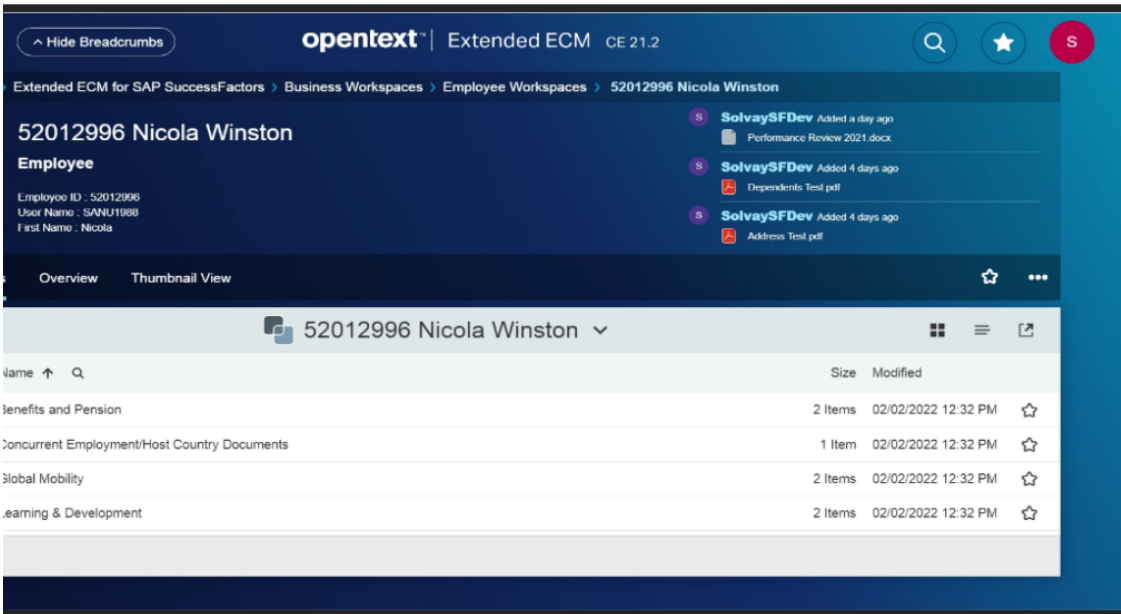 Hide Breadcrumbs
opentext™ | Extended ECM CE 21.2
S
Extended ECM for SAP SuccessFactors > Business Workspaces > Employee Workspaces > 52012996 Nicola Winston
52012996 Nicola Winston
Employee
Employee ID : 52012996
User Name : SANU1988
First Name : Nicola
S SolvaySFDev Added a day ago
Performance Review 2021.docx
S SolvaySFDev Added 4 days ago
Dependents Test.pdf
S SolvaySFDev Added 4 days ago
Address Test.pdf
s Overview Thumbnail View
52012996 Nicola Winston
Name Size Modified
Benefits and Pension 2 Items 02/02/2022 12:32 PM
Concurrent Employment/Host Country Documents 1 Item 02/02/2022 12:32 PM
Global Mobility 2 Items 02/02/2022 12:32 PM
Learning & Development 2 Items 02/02/2022 12:32 PM